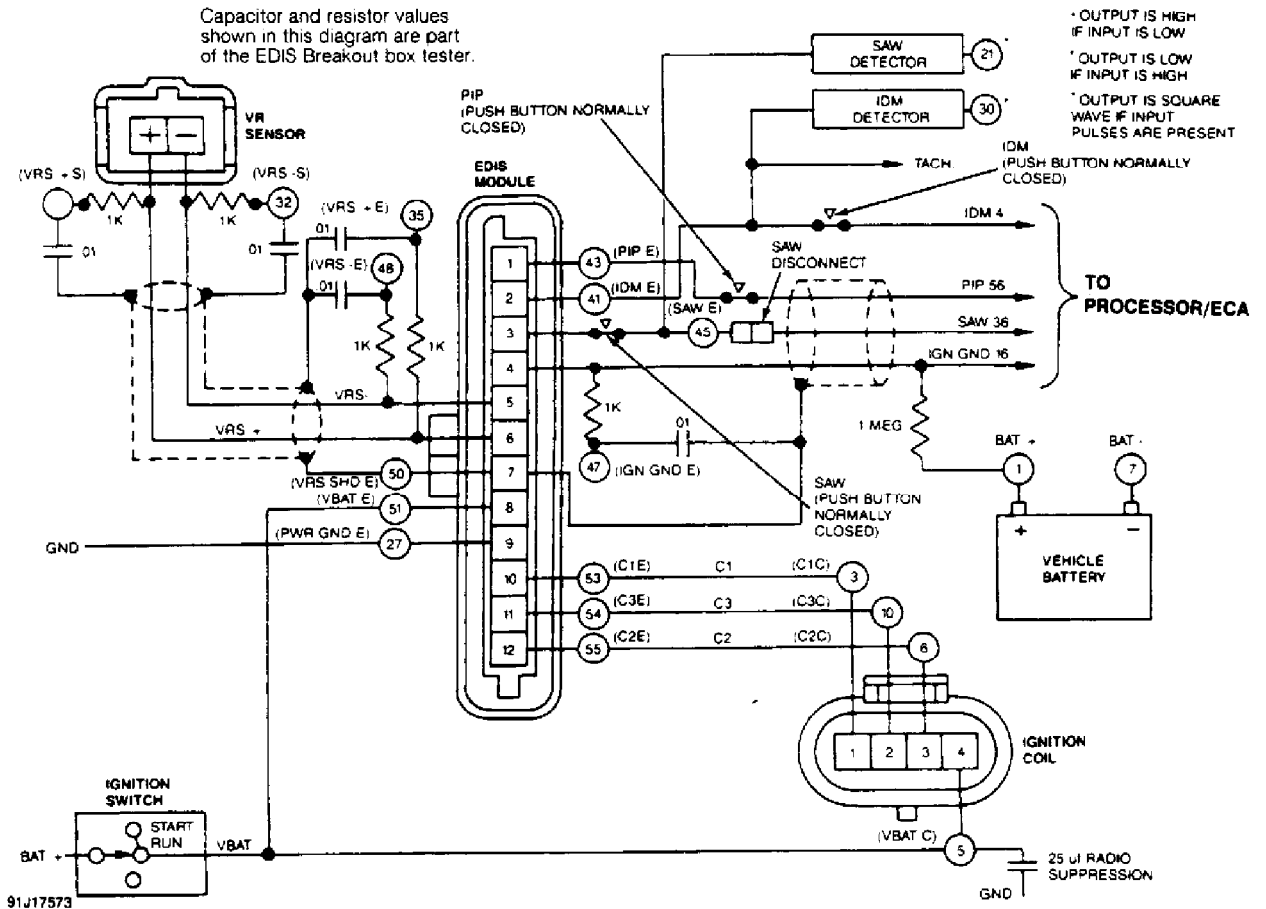 Capacitor and resistor values
shown in this diagram are part
of the EDIS Breakout box tester.
* OUTPUT IS HIGH
IF INPUT IS LOW
* OUTPUT IS LOW
IF INPUT IS HIGH
* OUTPUT IS SQUARE
WAVE IF INPUT
PULSES ARE PRESENT
SAW
DETECTOR
21
IDM
DETECTOR
30
PIP
(PUSH BUTTON NORMALLY
CLOSED)
TACH.
IDM
(PUSH BUTTON NORMALLY
CLOSED)
VR
SENSOR
+
-
(VRS + S)
(VRS -S)
1K
1K
32
01
01
EDIS
MODULE
(VRS + E)
35
01
(VRS -E)
48
01
1K
1K
VRS-
VRS +
(VRS SHD E)
50
(VBAT E)
51
(PWR GND E)
27
GND
1
2
3
4
5
6
7
8
9
10
11
12
43
(PIP E)
41
(IDM E)
(SAW E)
45
SAW
DISCONNECT
IDM 4
PIP 56
SAW 36
IGN GND 16
TO
PROCESSOR/ECA
1K
01
47
(IGN GND E)
1 MEG
SAW
(PUSH BUTTON
NORMALLY
CLOSED)
BAT +
BAT -
1
7
+
-
VEHICLE
BATTERY
53
(C1E)
C1
(C1C)
3
54
(C3E)
C3
(C3C)
10
55
(C2E)
C2
(C2C)
6
1
2
3
4
IGNITION
COIL
(VBAT C)
5
25 uf RADIO
SUPPRESSION
GND
IGNITION
SWITCH
START
RUN
BAT +
VBAT
91J17573